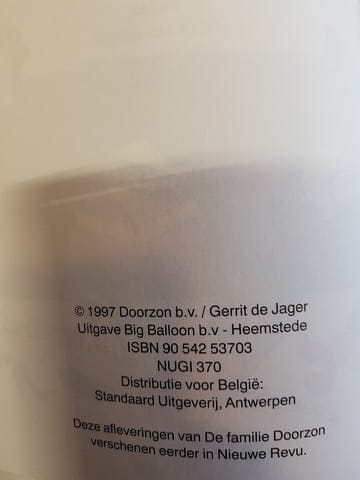 © 1997 Doorzon b.v. / Gerrit de Jager
Uitgave Big Balloon b.v - Heemstede
ISBN 90 542 53703
NUGI 370
Distributie voor België:
Standaard Uitgeverij, Antwerpen
Deze afleveringen van De familie Doorzon
verschenen eerder in Nieuwe Revu.